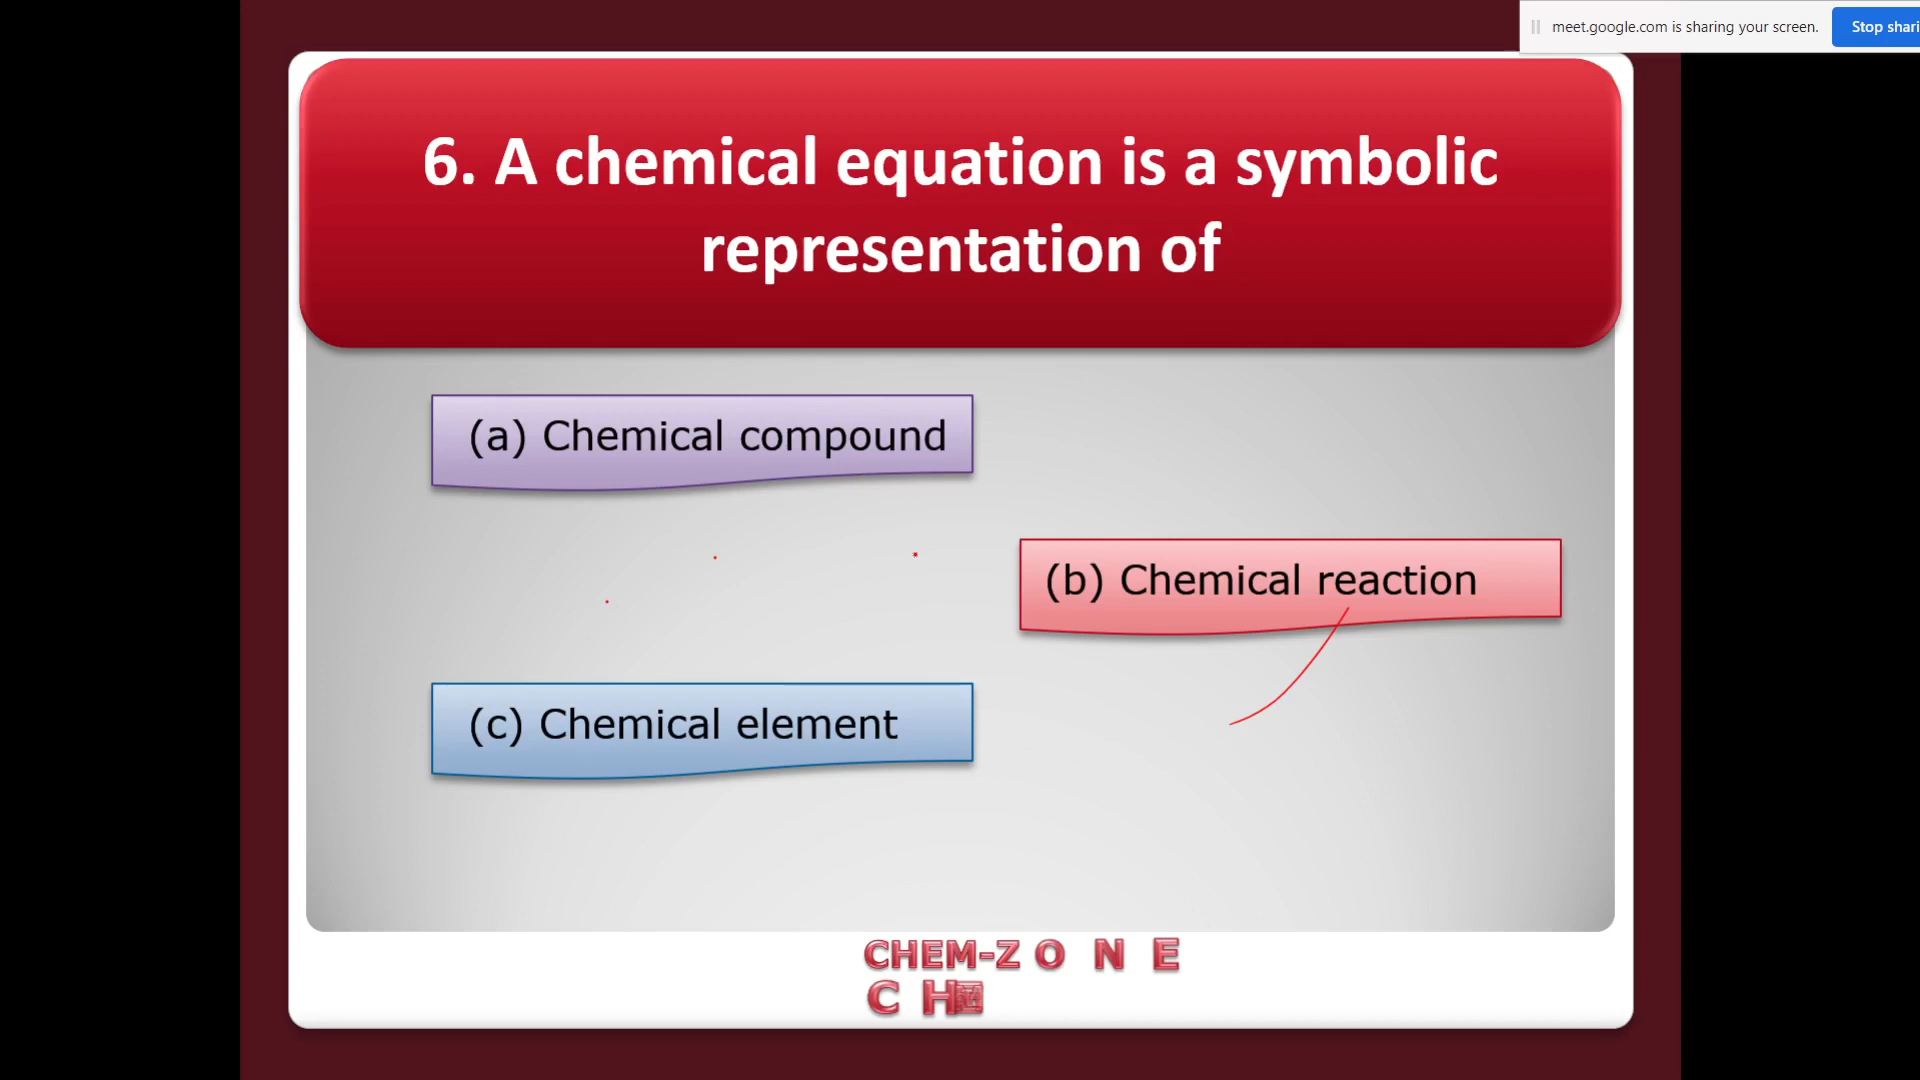 meet.google.com is sharing your screen.
Stop shari
6. A chemical equation is a symbolic
representation of
(a) Chemical compound
(b) Chemical reaction
(c) Chemical element
CHEM-Z O N E
C H